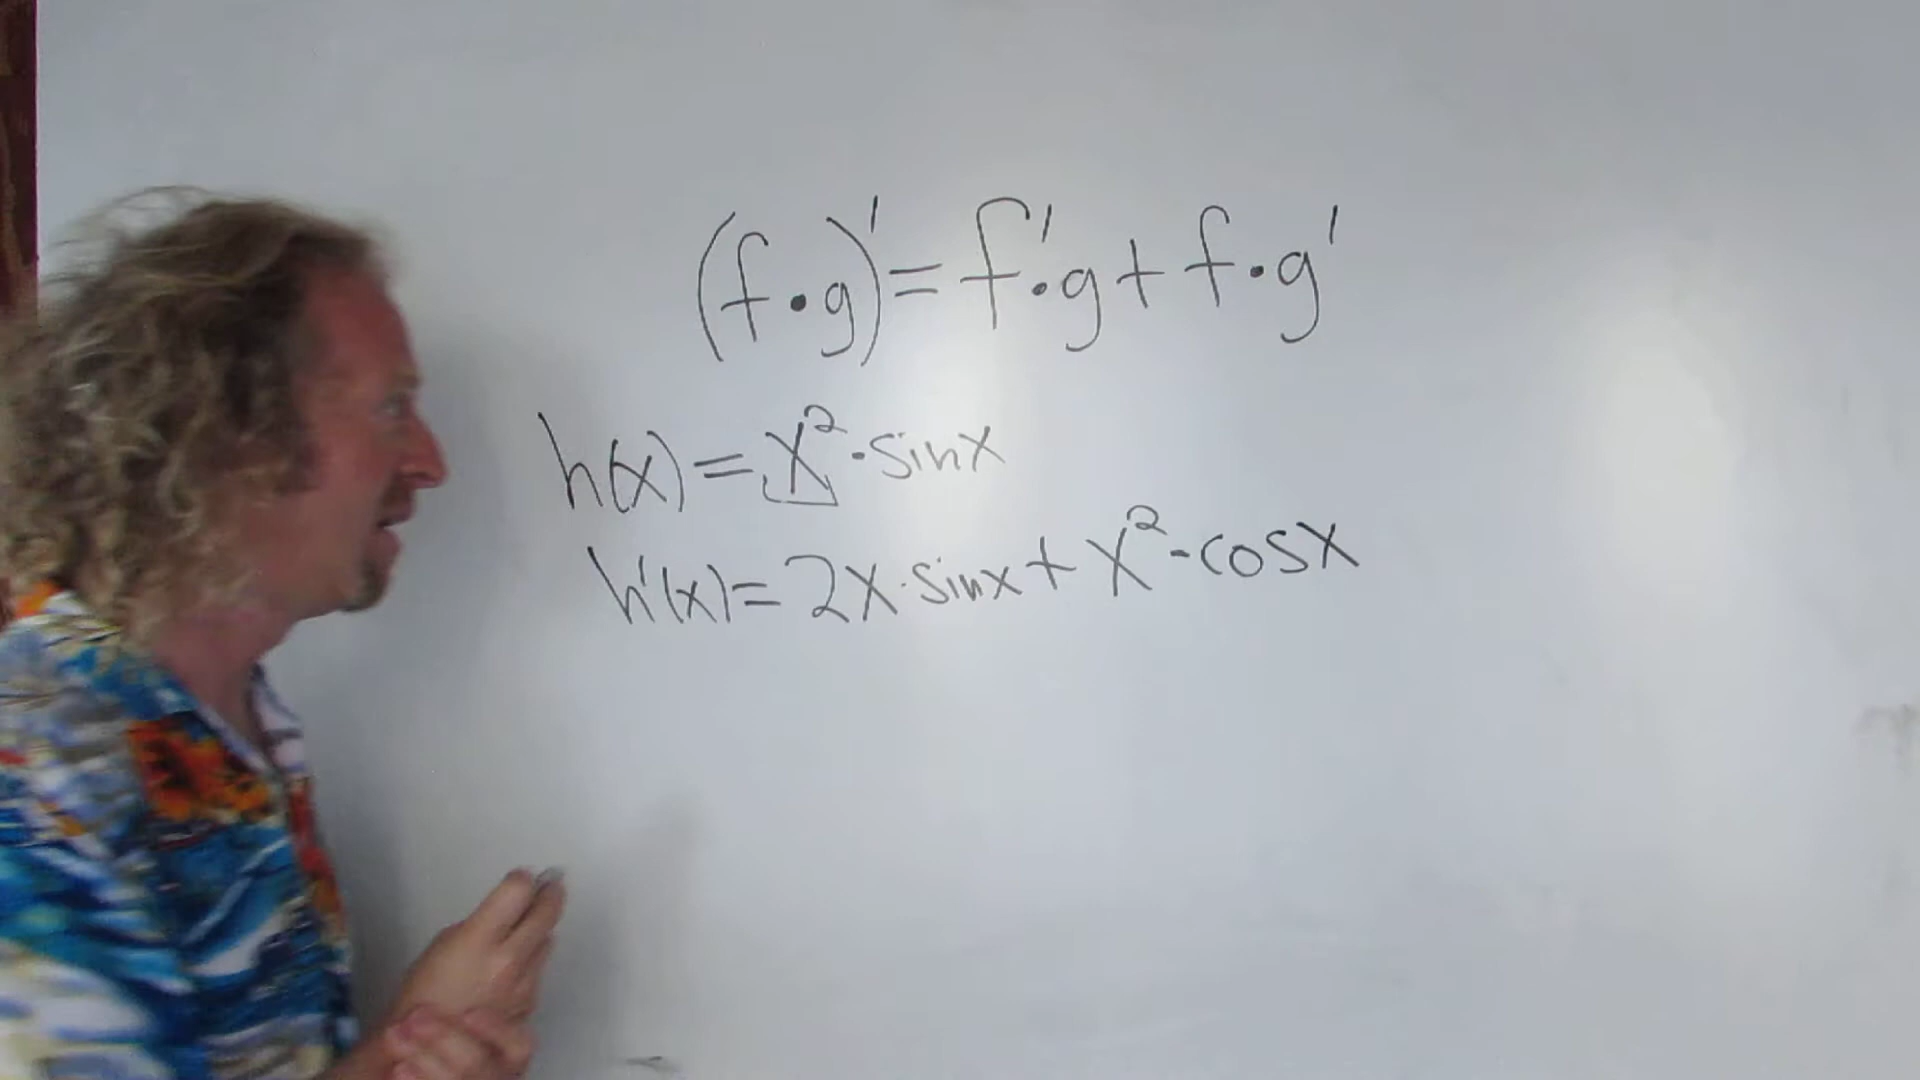 (f·g)'=f'·g+f·g'
h(x)=x²·sinx
h'(x)=2x·sinx+x²·cosx